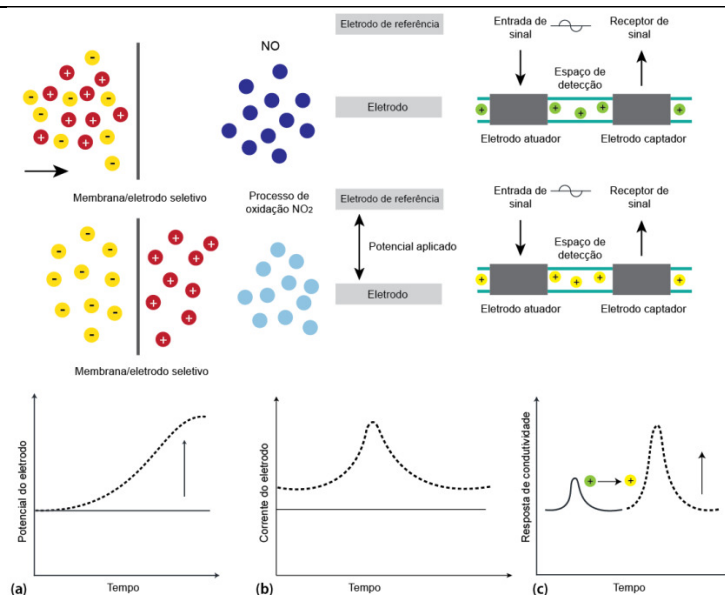 Eletrodo de referência
Entrada de
sinal
Receptor de
sinal
NO
Espaço de
detecção
Eletrodo
Eletrodo atuador
Eletrodo captador
Membrana/eletrodo seletivo
Processo de
oxidação NO2
Eletrodo de referência
Entrada de
sinal
Receptor de
sinal
Potencial aplicado
Espaço de
detecção
Eletrodo
Eletrodo atuador
Eletrodo captador
Membrana/eletrodo seletivo
Potencial do eletrodo
(a)
Tempo
Corrente do eletrodo
(b)
Tempo
Resposta de condutividade
(c)
Tempo